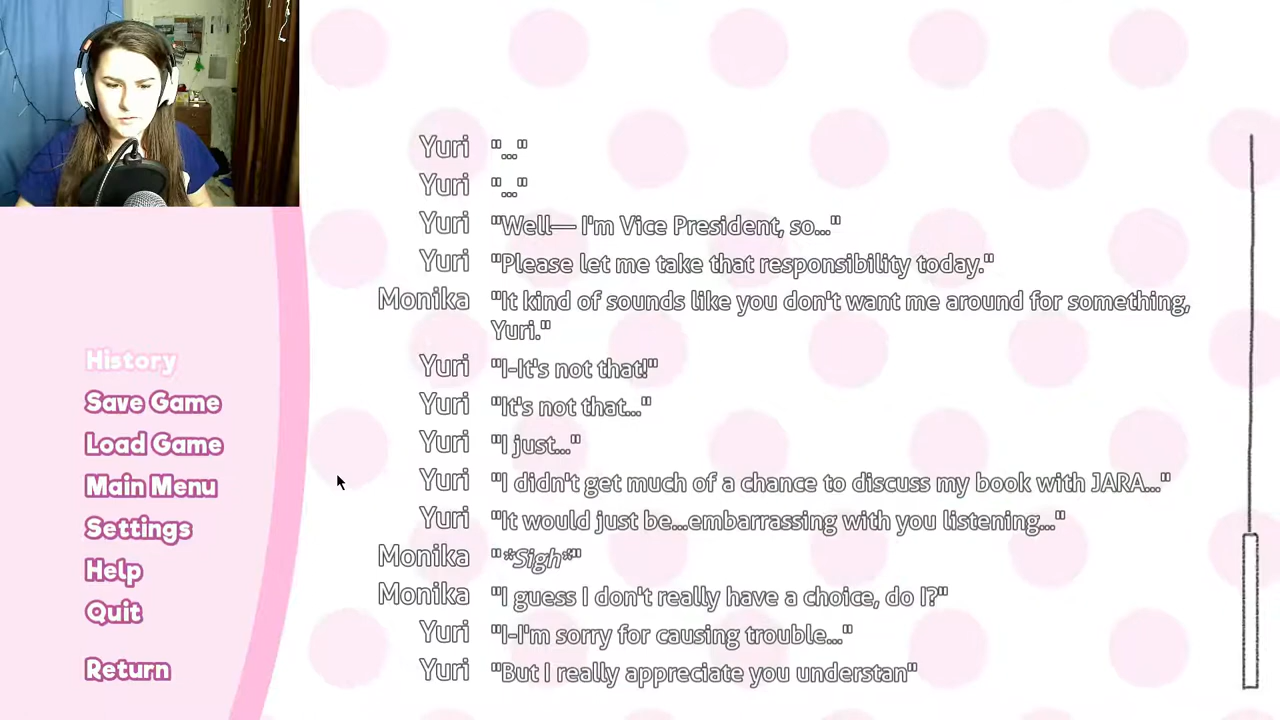 Yuri "..."
Yuri "..."
Yuri "Well— I'm Vice President, so..."
Yuri "Please let me take that responsibility today."
Monika "It kind of sounds like you don't want me around for something,
Yuri."
Yuri "I-It's not that!"
Yuri "It's not that..."
Yuri "I just..."
Yuri "I didn't get much of a chance to discuss my book with JARA..."
Yuri "It would just be...embarrassing with you listening..."
Monika "*Sigh*"
Monika "I guess I don't really have a choice, do I?"
Yuri "I-I'm sorry for causing trouble..."
Yuri "But I really appreciate you understan"
History
Save Game
Load Game
Main Menu
Settings
Help
Quit
Return